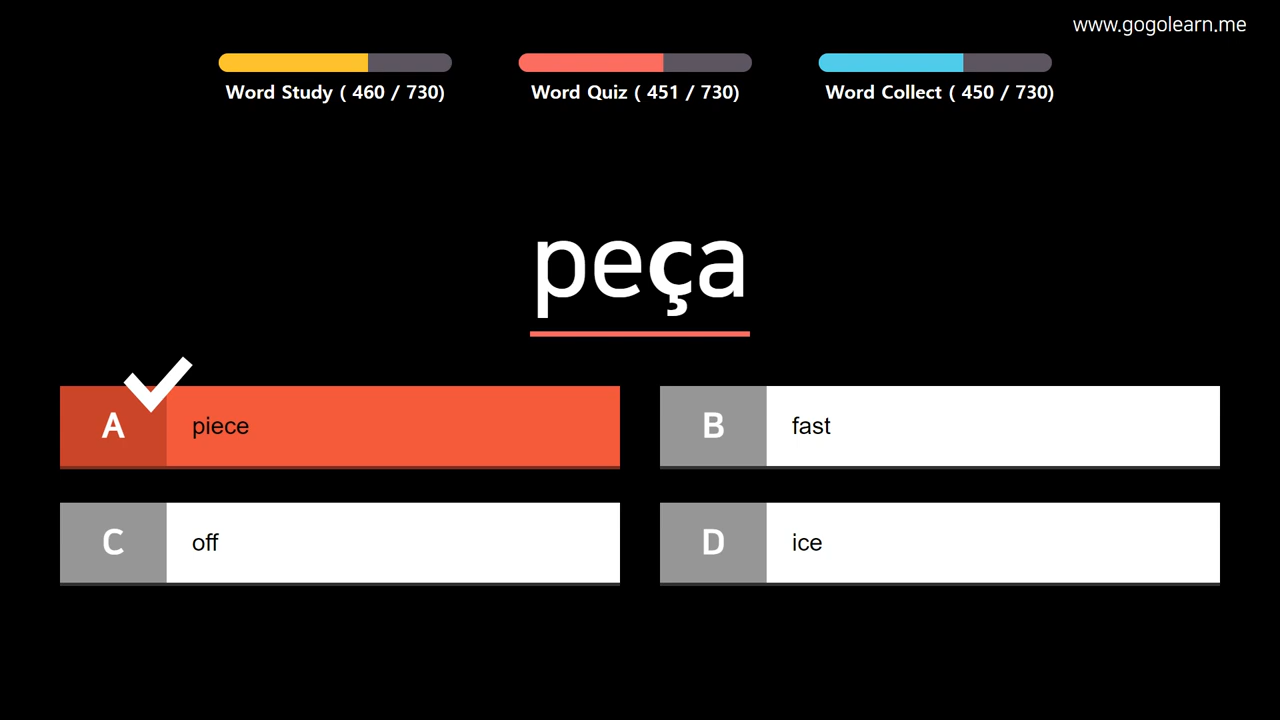 www.gogolearn.me
Word Study ( 460 / 730)
Word Quiz ( 451 / 730)
Word Collect ( 450 / 730)
peça
A piece
B fast
C off
D ice